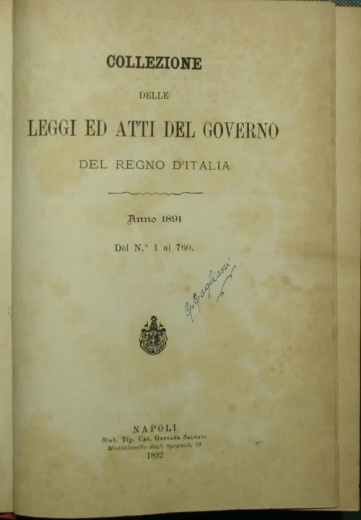 COLLEZIONE
DELLE
LEGGI ED ATTI DEL GOVERNO
DEL REGNO D'ITALIA
Anno 1891
Dal N.° 1 al 760.
NAPOLI
Stab. Tip. Cav. Gennaro Salvati
Maddalenella degli Spagnoli, 19
1892